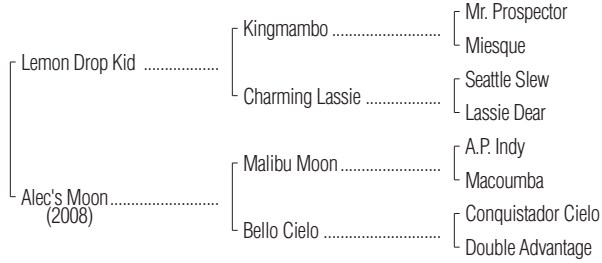 Mr. Prospector
Kingmambo ......................
Miesque
Lemon Drop Kid ...............
Seattle Slew
Charming Lassie ...............
Lassie Dear
A.P. Indy
Malibu Moon ....................
Macoumba
Alec's Moon ......................
(2008)
Conquistador Cielo
Bello Cielo ........................
Double Advantage